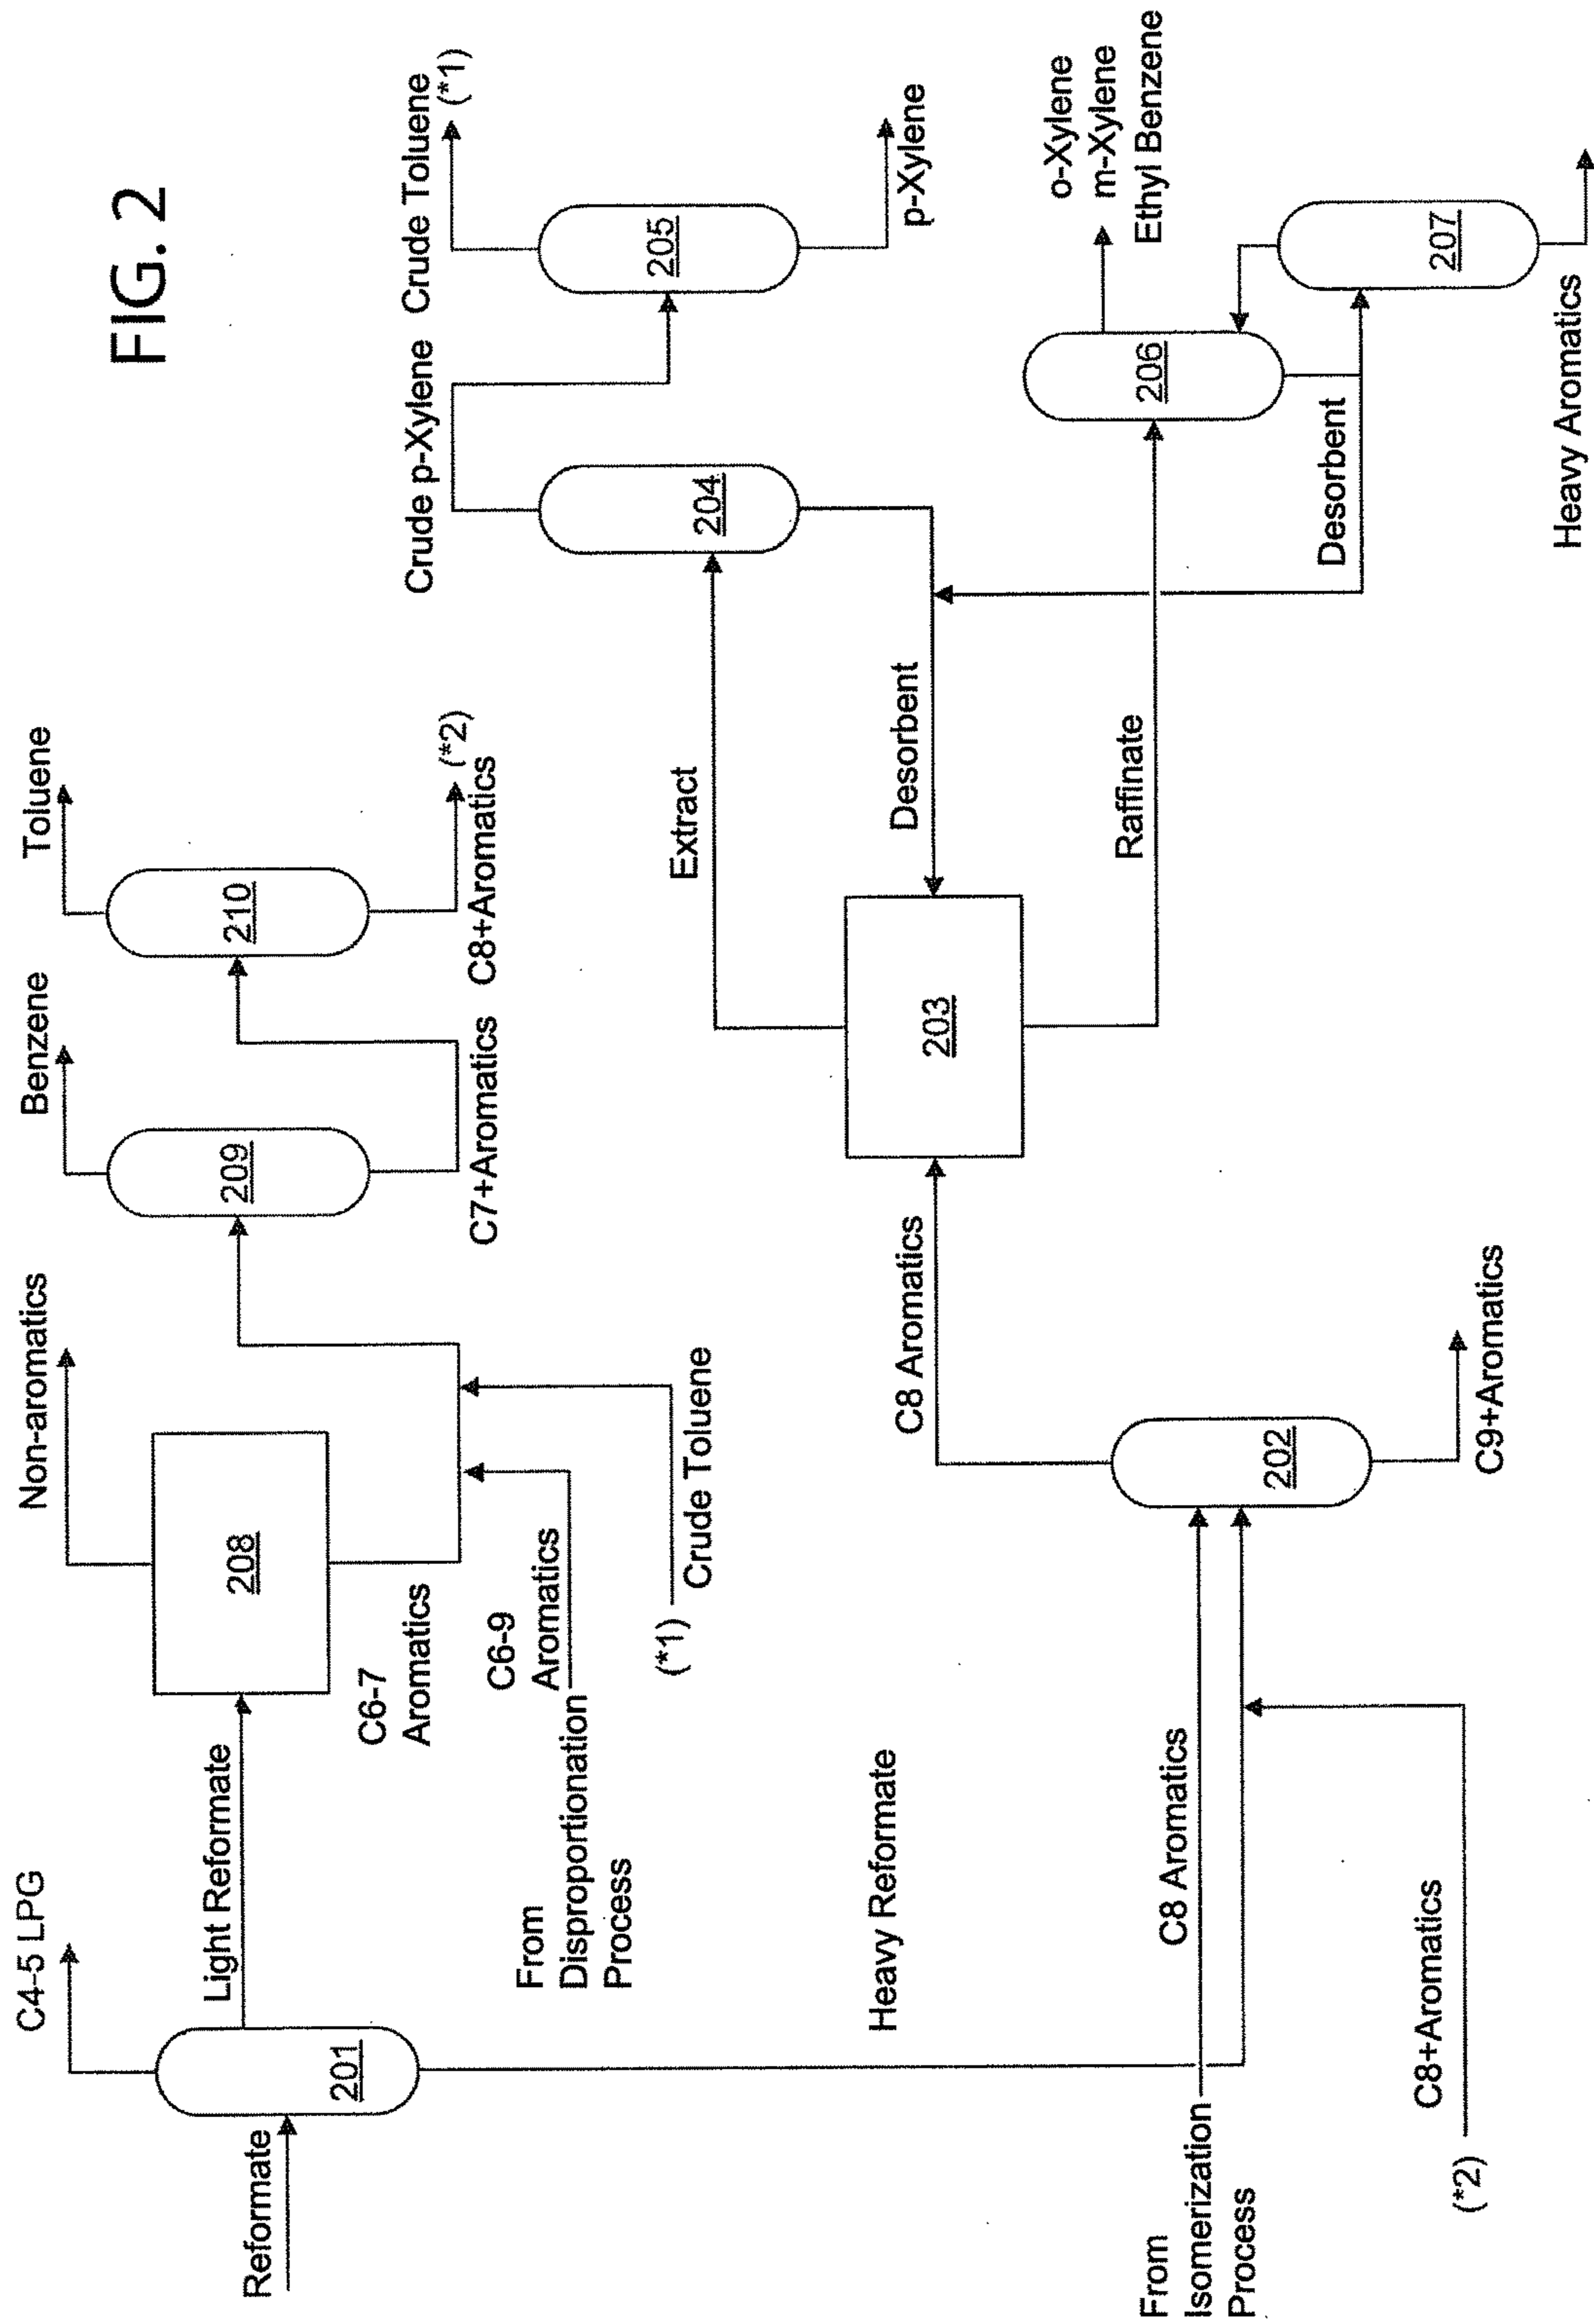 FIG. 2
C4-5 LPG
Reformate
201
Light Reformate
Non-aromatics
208
C6-7
Aromatics
C6-9
Aromatics
From
Disproportionation
Process
(*1)
Crude Toluene
Benzene
209
C7+Aromatics
Toluene
210
C8+Aromatics
(*2)
Heavy Reformate
From
Isomerization
Process
C8 Aromatics
(*2)
C8+Aromatics
202
C9+Aromatics
C8 Aromatics
203
Extract
Desorbent
Raffinate
204
Crude p-Xylene
205
Crude Toluene
(*1)
p-Xylene
206
o-Xylene
m-Xylene
Ethyl Benzene
Desorbent
207
Heavy Aromatics